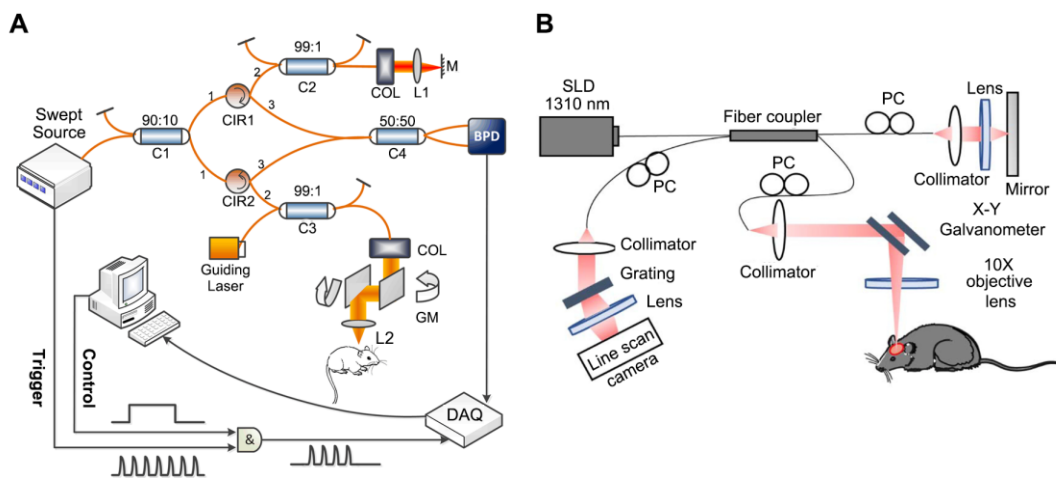 A
99:1
2
C2
COL
L1
M
1
CIR1
3
Swept
Source
90:10
C1
50:50
C4
BPD
1
3
CIR2
2
99:1
C3
Guiding
Laser
COL
GM
L2
Trigger
Control
&
DAQ
B
SLD
1310 nm
Fiber coupler
PC
Lens
PC
PC
Collimator
Mirror
X-Y
Galvanometer
Collimator
Collimator
Grating
Lens
10X
objective
lens
Line scan
camera